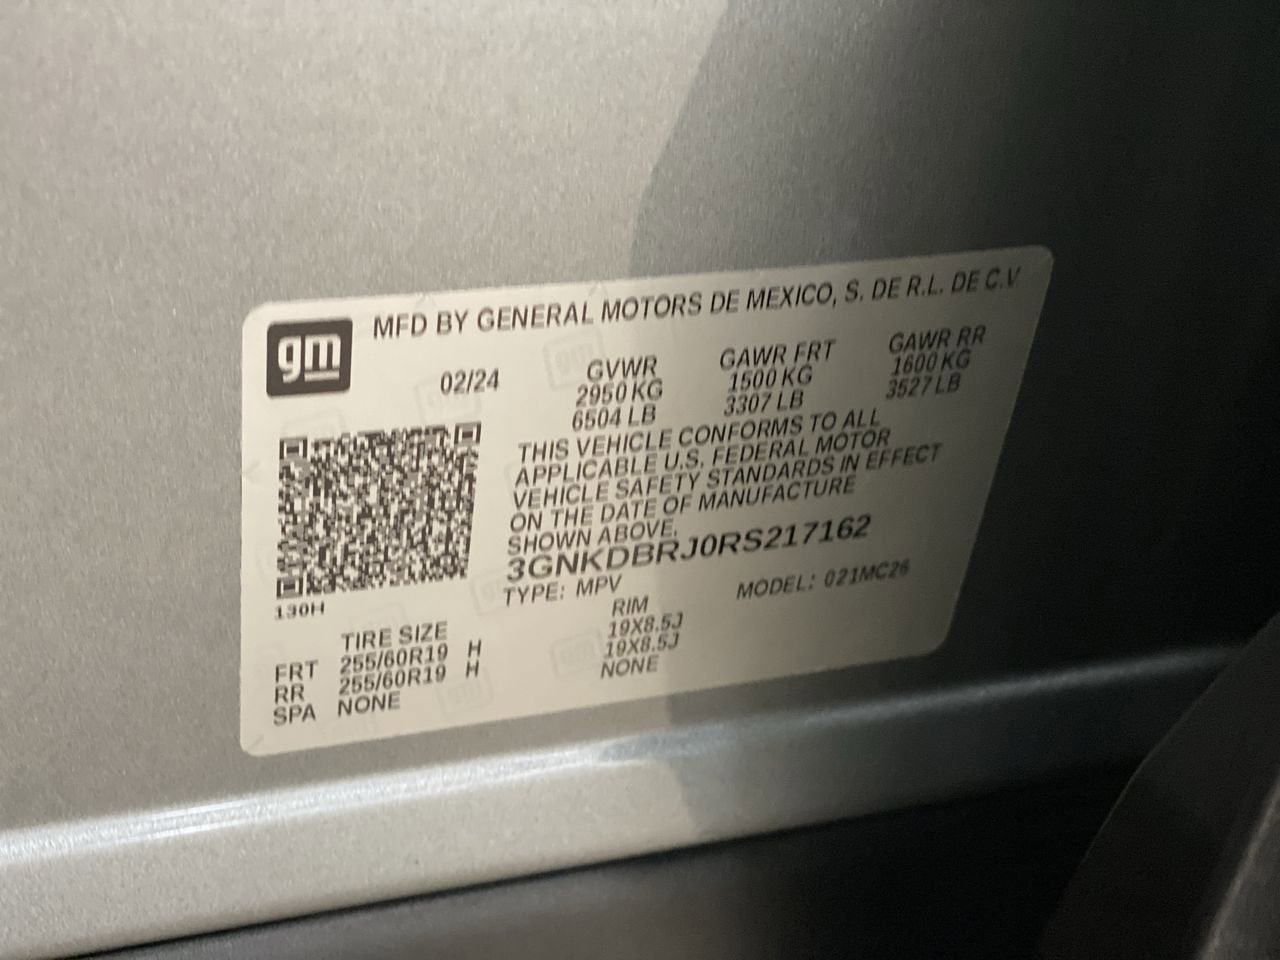 gm
MFD BY GENERAL MOTORS DE MEXICO, S. DE R.L. DE C.V
02/24 GVWR GAWR FRT GAWR RR
2950 KG 1500 KG 1600 KG
6504 LB 3307 LB 3527 LB
THIS VEHICLE CONFORMS TO ALL
APPLICABLE U.S. FEDERAL MOTOR
VEHICLE SAFETY STANDARDS IN EFFECT
ON THE DATE OF MANUFACTURE
SHOWN ABOVE.
3GNKDBRJ0RS217162
TYPE: MPV MODEL: 021MC26
130H
TIRE SIZE RIM
FRT 255/60R19 H 19X8.5J
RR 255/60R19 H 19X8.5J
SPA NONE NONE